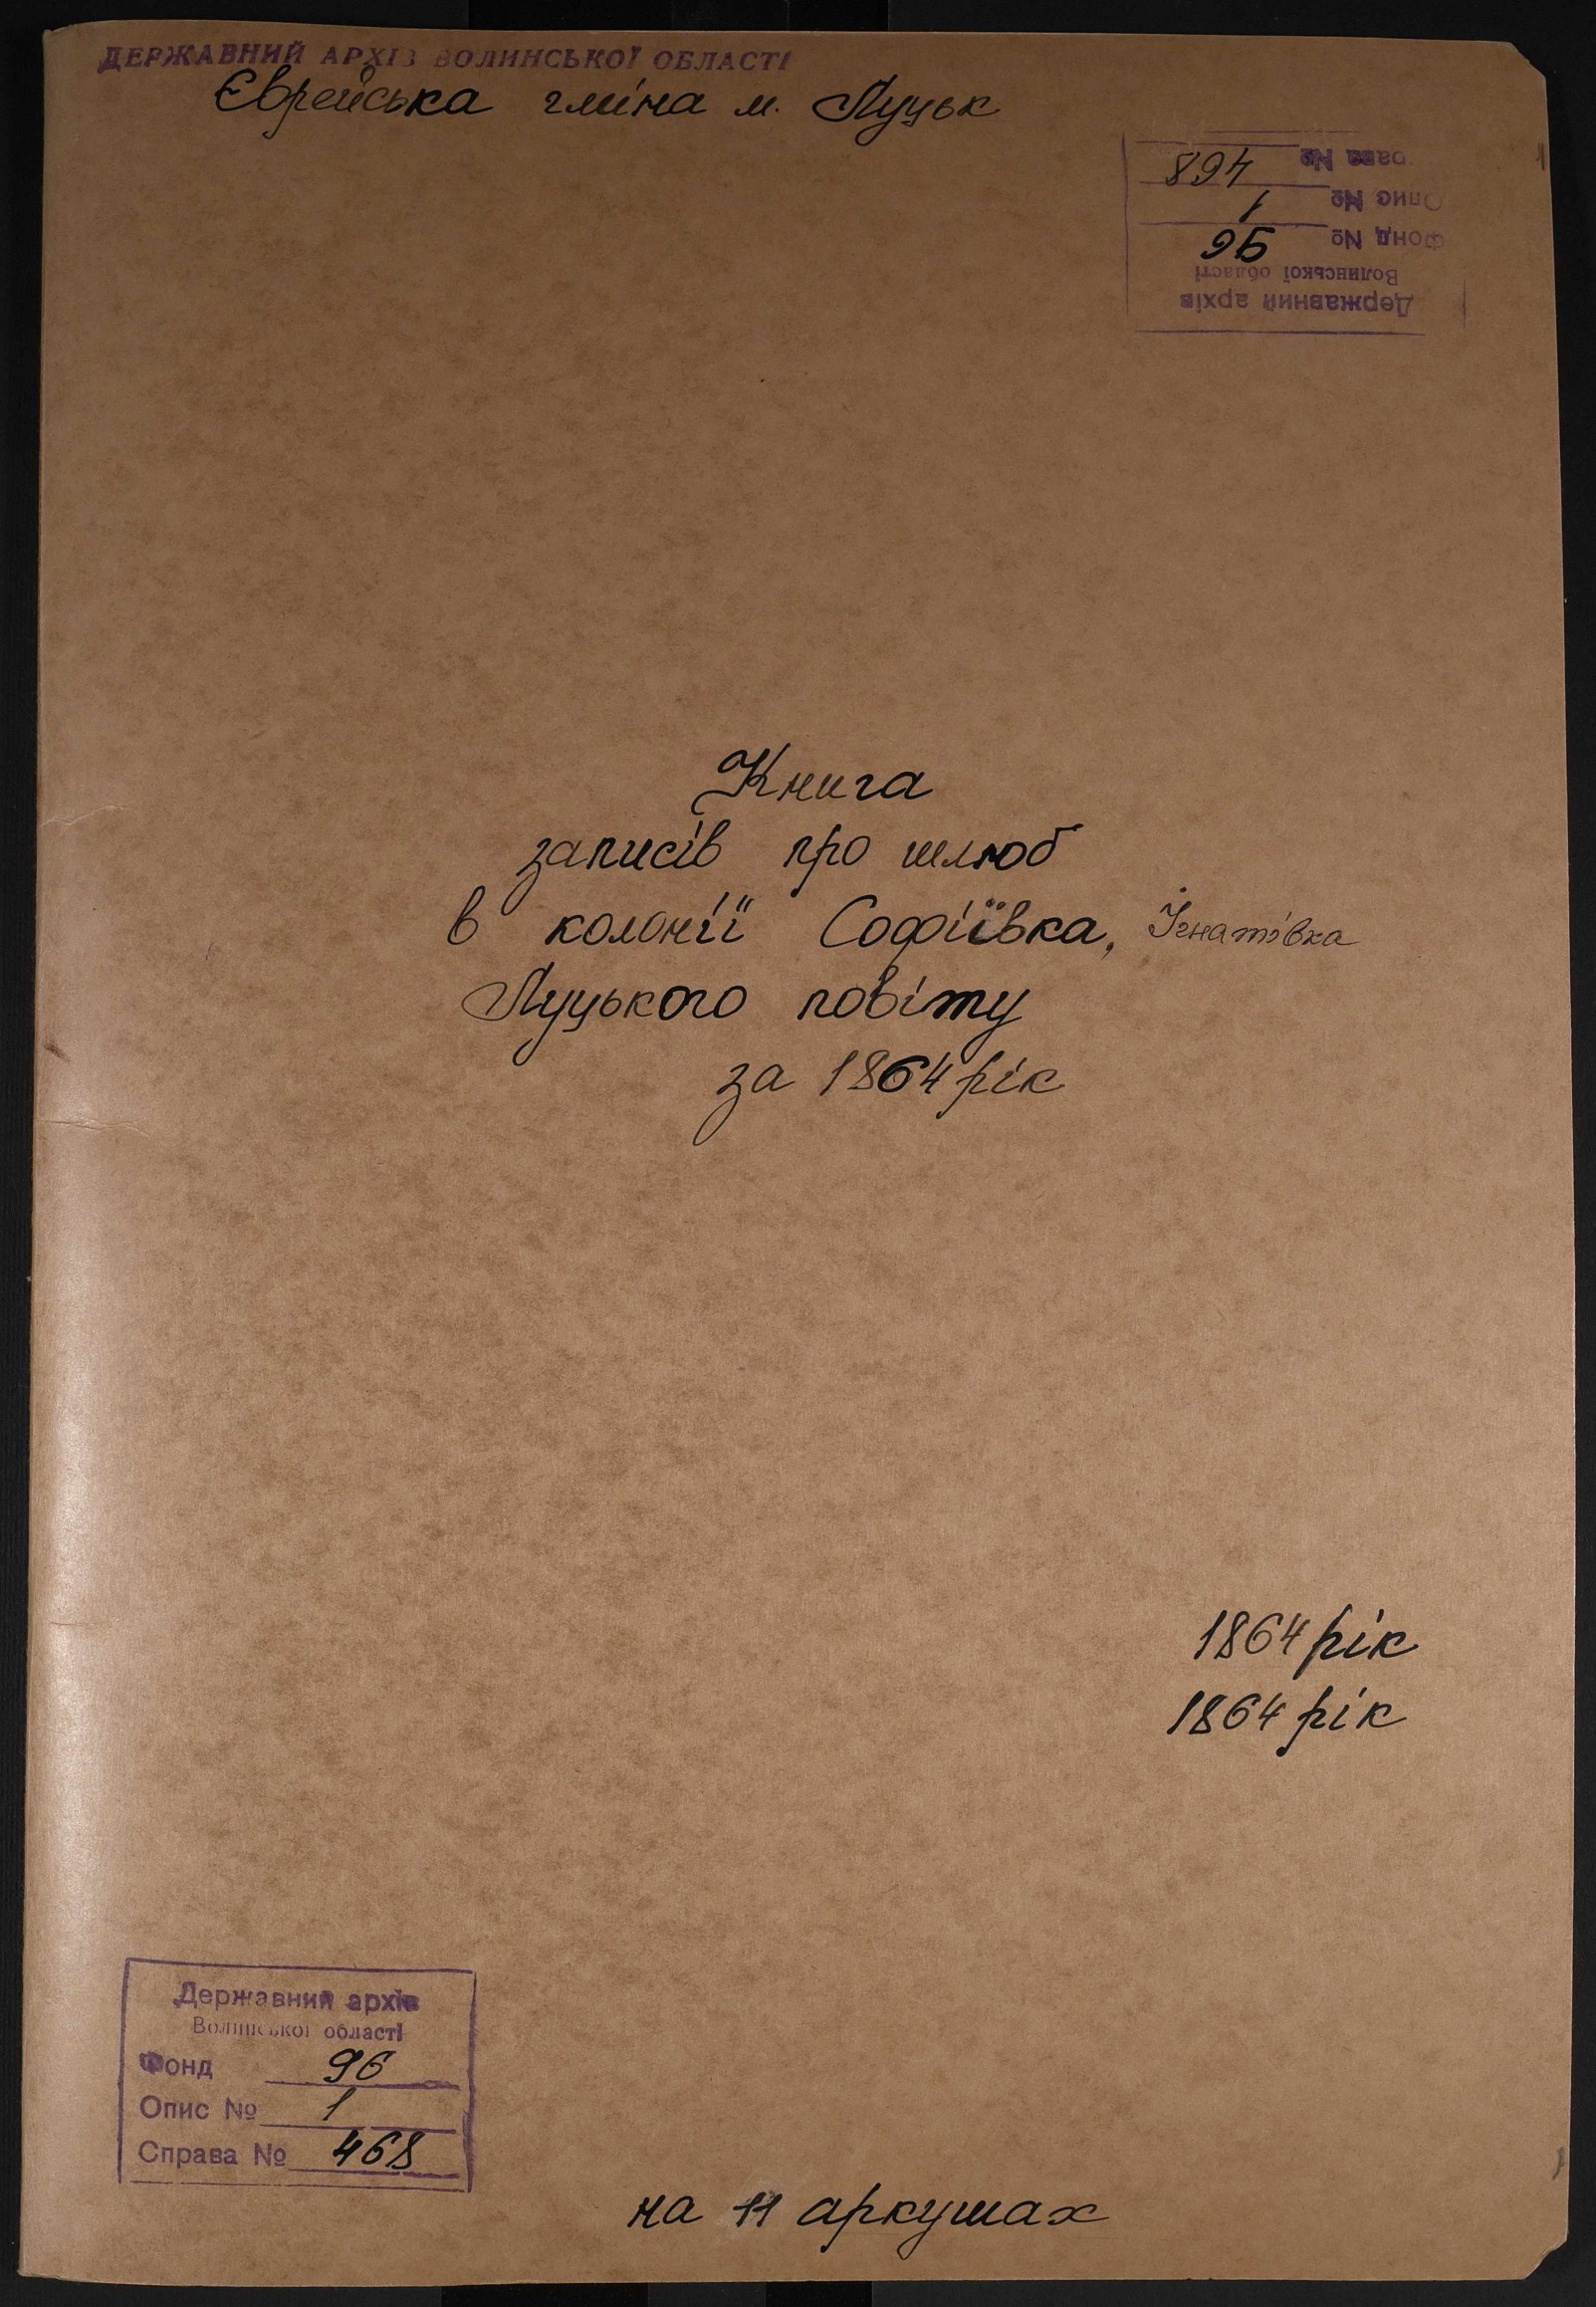 ДЕРЖАВНИЙ АРХІВ ВОЛИНСЬКОЇ ОБЛАСТІ
Єврейська гміна м. Луцьк
Державний архів
Волинської області
Фонд № 96
Опис № 1
Справа № 468
Книга
записів про шлюб
в колонії Софіївка, Ігнатівка
Луцького повіту
за 1864 рік
1864 рік
1864 рік
Державний архів
Волинської області
Фонд 96
Опис № 1
Справа № 468
на 11 аркушах